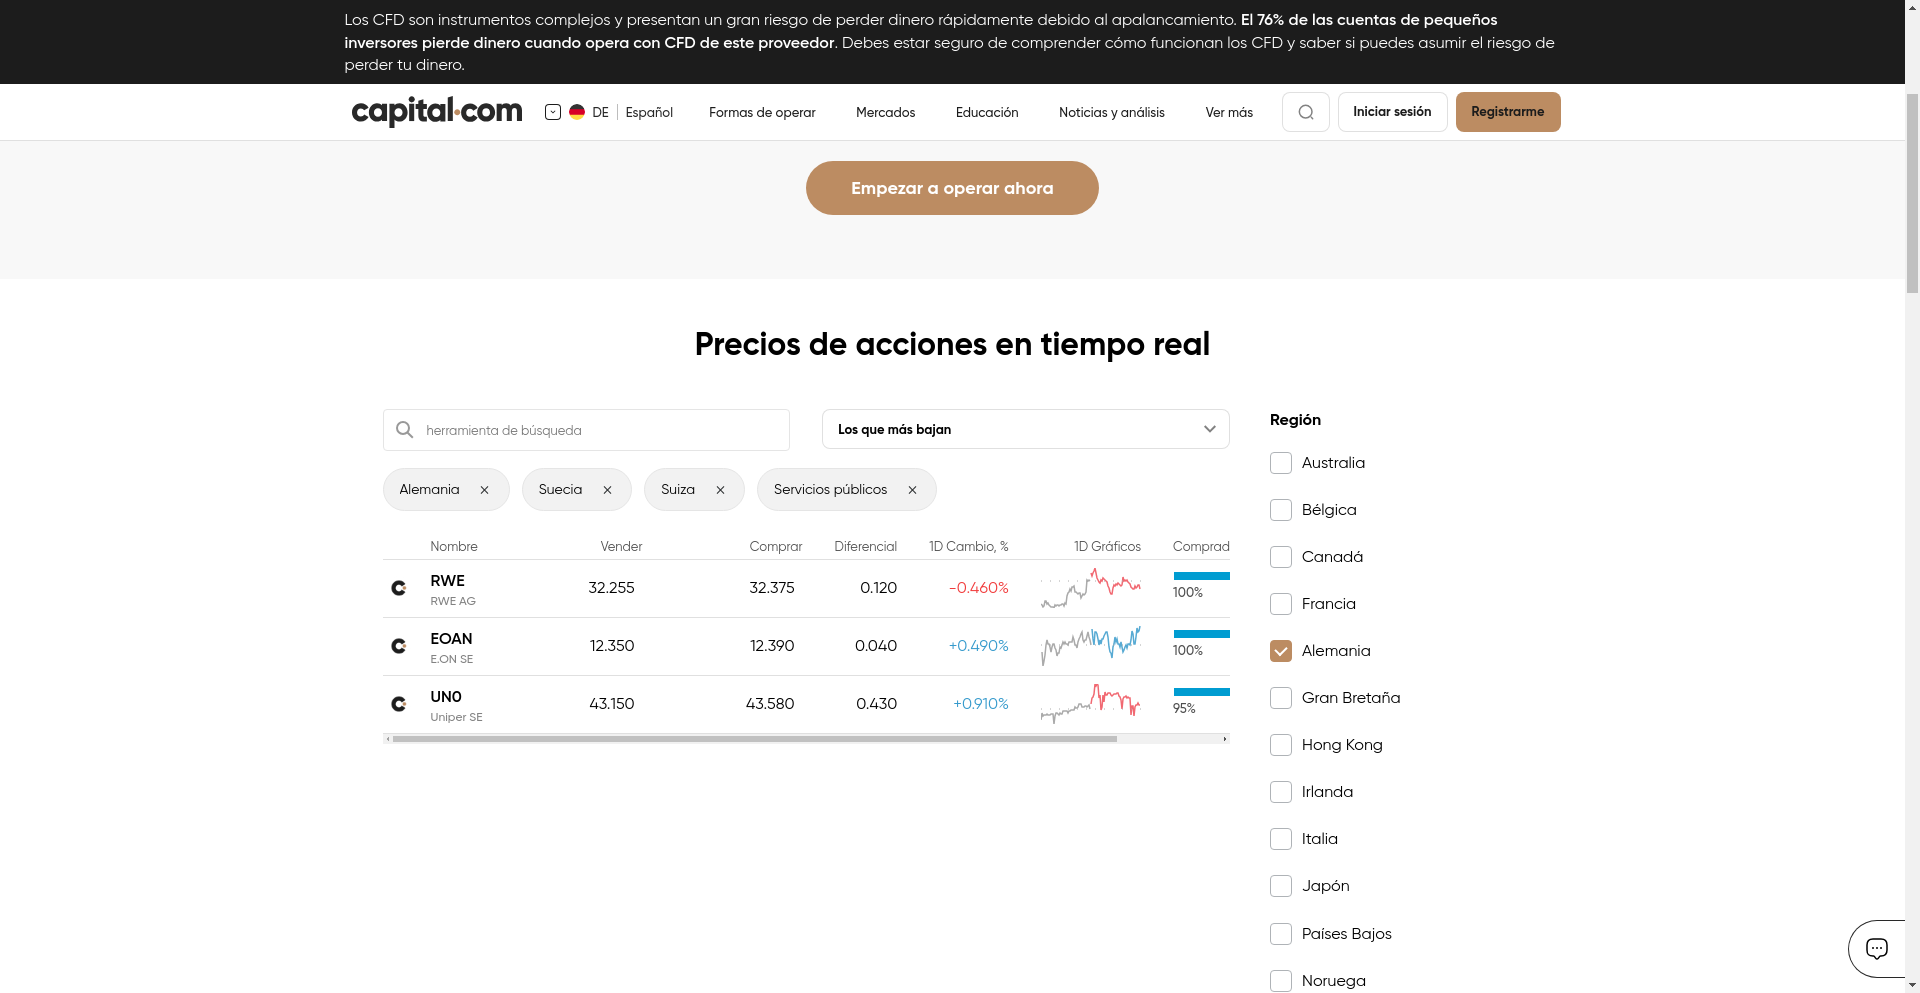 Los CFD son instrumentos complejos y presentan un gran riesgo de perder dinero rápidamente debido al apalancamiento. El 76% de las cuentas de pequeños
inversores pierde dinero cuando opera con CFD de este proveedor. Debes estar seguro de comprender cómo funcionan los CFD y saber si puedes asumir el riesgo de
perder tu dinero.
capital.com DE Español Formas de operar Mercados Educación Noticias y análisis Ver más Iniciar sesión Registrarme
Empezar a operar ahora
Precios de acciones en tiempo real
herramienta de búsqueda Los que más bajan
Alemania Suecia Suiza Servicios públicos
Nombre Vender Comprar Diferencial 1D Cambio, % 1D Gráficos Comprad
RWE 32.255 32.375 0.120 -0.460% 100%
RWE AG
EOAN 12.350 12.390 0.040 +0.490% 100%
E.ON SE
UN0 43.150 43.580 0.430 +0.910% 95%
Uniper SE
Región
Australia
Bélgica
Canadá
Francia
Alemania
Gran Bretaña
Hong Kong
Irlanda
Italia
Japón
Países Bajos
Noruega